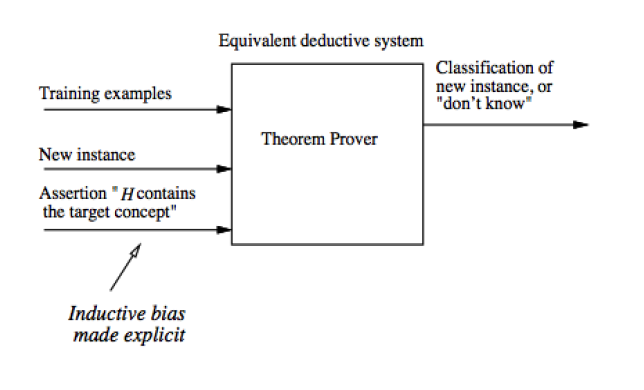 Equivalent deductive system
Classification of
new instance, or
"don't know"
Training examples
Theorem Prover
New instance
Assertion " H contains
the target concept"
Inductive bias
made explicit